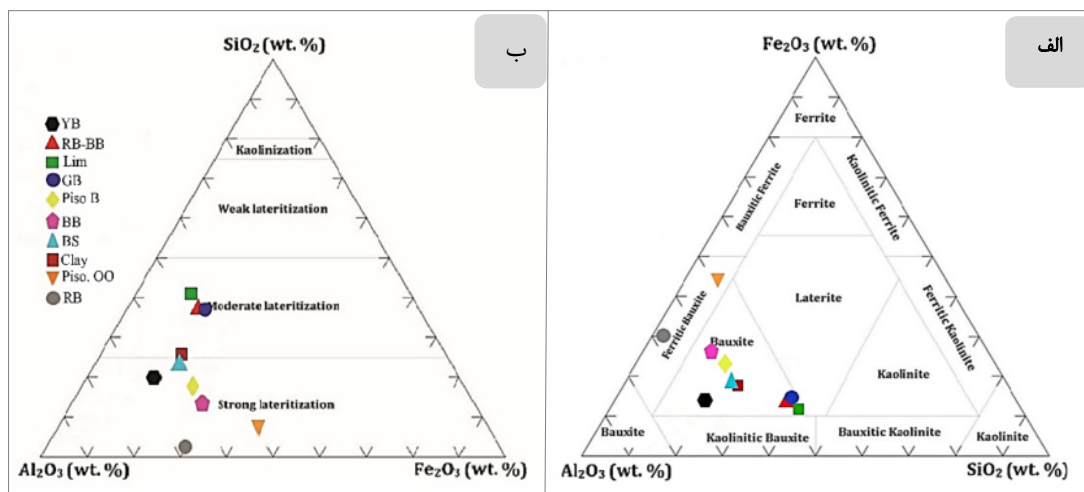 ب
SiO₂ (wt. %)
YB
RB-BB
Lim
GB
Piso B
BB
BS
Clay
Piso. OO
RB
Kaolinization
Weak lateritization
Moderate lateritization
Strong lateritization
Al₂O₃ (wt. %)
Fe₂O₃ (wt. %)
الف
Fe₂O₃ (wt. %)
Ferrite
Bauxitic Ferrite
Kaolinitic Ferrite
Ferrite
Laterite
Ferritic Bauxite
Ferritic Kaolinite
Bauxite
Kaolinite
Bauxite
Kaolinitic Bauxite
Bauxitic Kaolinite
Kaolinite
Al₂O₃ (wt. %)
SiO₂ (wt. %)